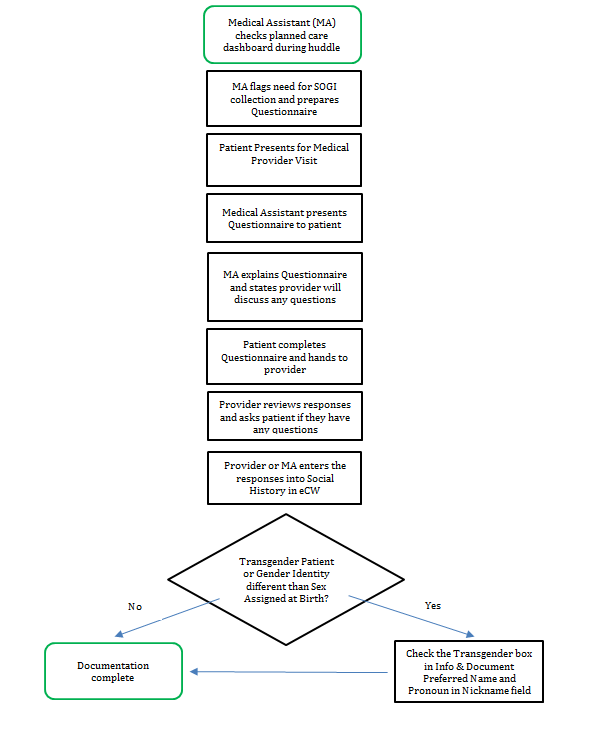 Medical Assistant (MA)
checks planned care
dashboard during huddle
MA flags need for SOGI
collection and prepares
Questionnaire
Patient Presents for Medical
Provider Visit
Medical Assistant presents
Questionnaire to patient
MA explains Questionnaire
and states provider will
discuss any questions
Patient completes
Questionnaire and hands to
provider
Provider reviews responses
and asks patient if they have
any questions
Provider or MA enters the
responses into Social
History in eCW
Transgender Patient
or Gender Identity
different than Sex
Assigned at Birth?
No
Yes
Documentation
complete
Check the Transgender box
in Info & Document
Preferred Name and
Pronoun in Nickname field